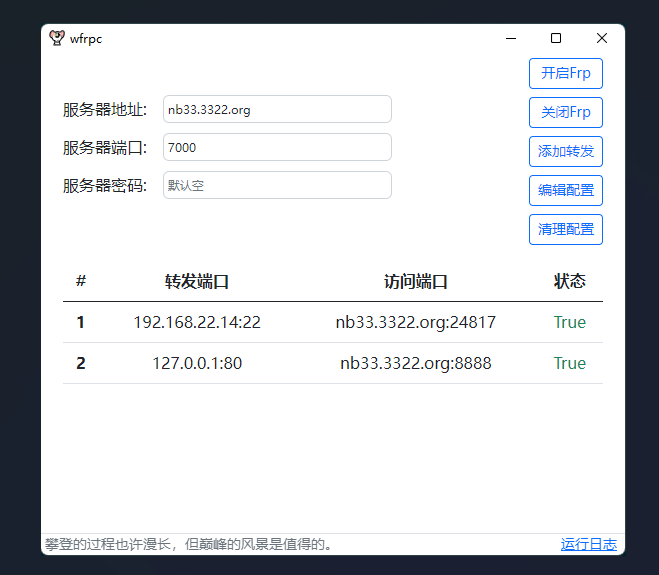 wfrpc
开启Frp
服务器地址: nb33.3322.org
关闭Frp
服务器端口: 7000
添加转发
服务器密码: 默认空
编辑配置
清理配置
# 转发端口 访问端口 状态
1 192.168.22.14:22 nb33.3322.org:24817 True
2 127.0.0.1:80 nb33.3322.org:8888 True
攀登的过程也许漫长，但巅峰的风景是值得的。 运行日志